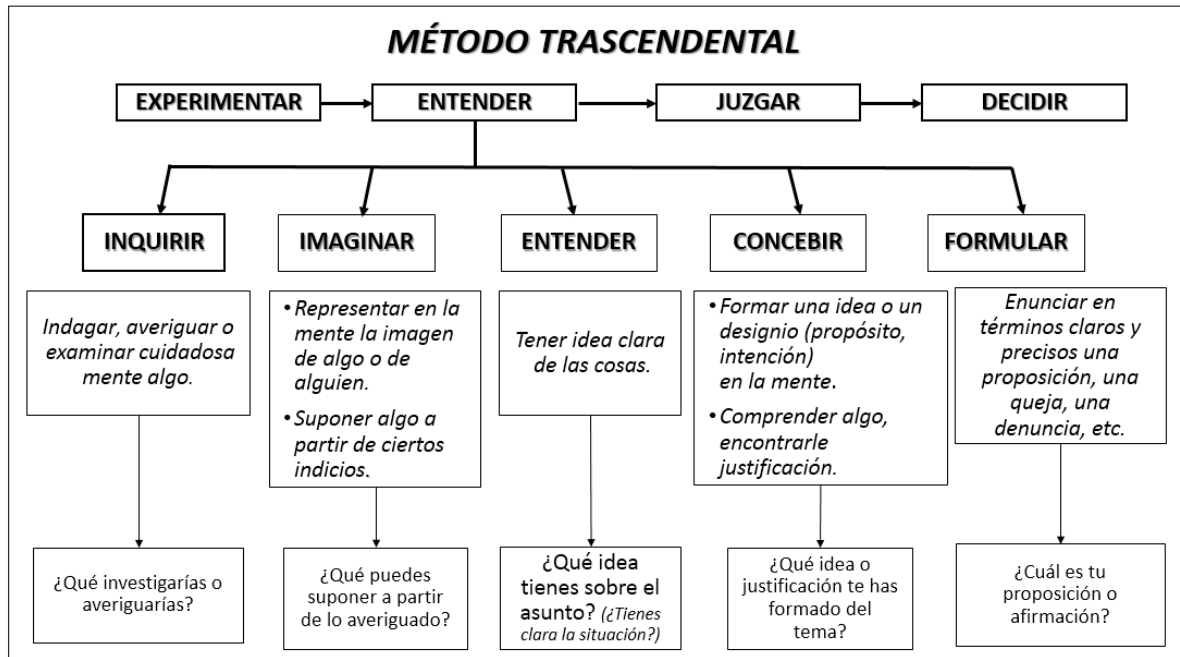 MÉTODO TRASCENDENTAL
EXPERIMENTAR
ENTENDER
JUZGAR
DECIDIR
INQUIRIR
IMAGINAR
ENTENDER
CONCEBIR
FORMULAR
Indagar, averiguar o
examinar cuidadosa
mente algo.
• Representar en la
mente la imagen
de algo o de
alguien.
• Suponer algo a
partir de ciertos
indicios.
Tener idea clara
de las cosas.
• Formar una idea o un
designio (propósito,
intención)
en la mente.
• Comprender algo,
encontrarle
justificación.
Enunciar en
términos claros y
precisos una
proposición, una
queja, una
denuncia, etc.
¿Qué investigarías o
averiguarías?
¿Qué puedes
suponer a partir
de lo averiguado?
¿Qué idea
tienes sobre el
asunto? (¿Tienes
clara la situación?)
¿Qué idea o
justificación te has
formado del
tema?
¿Cuál es tu
proposición o
afirmación?